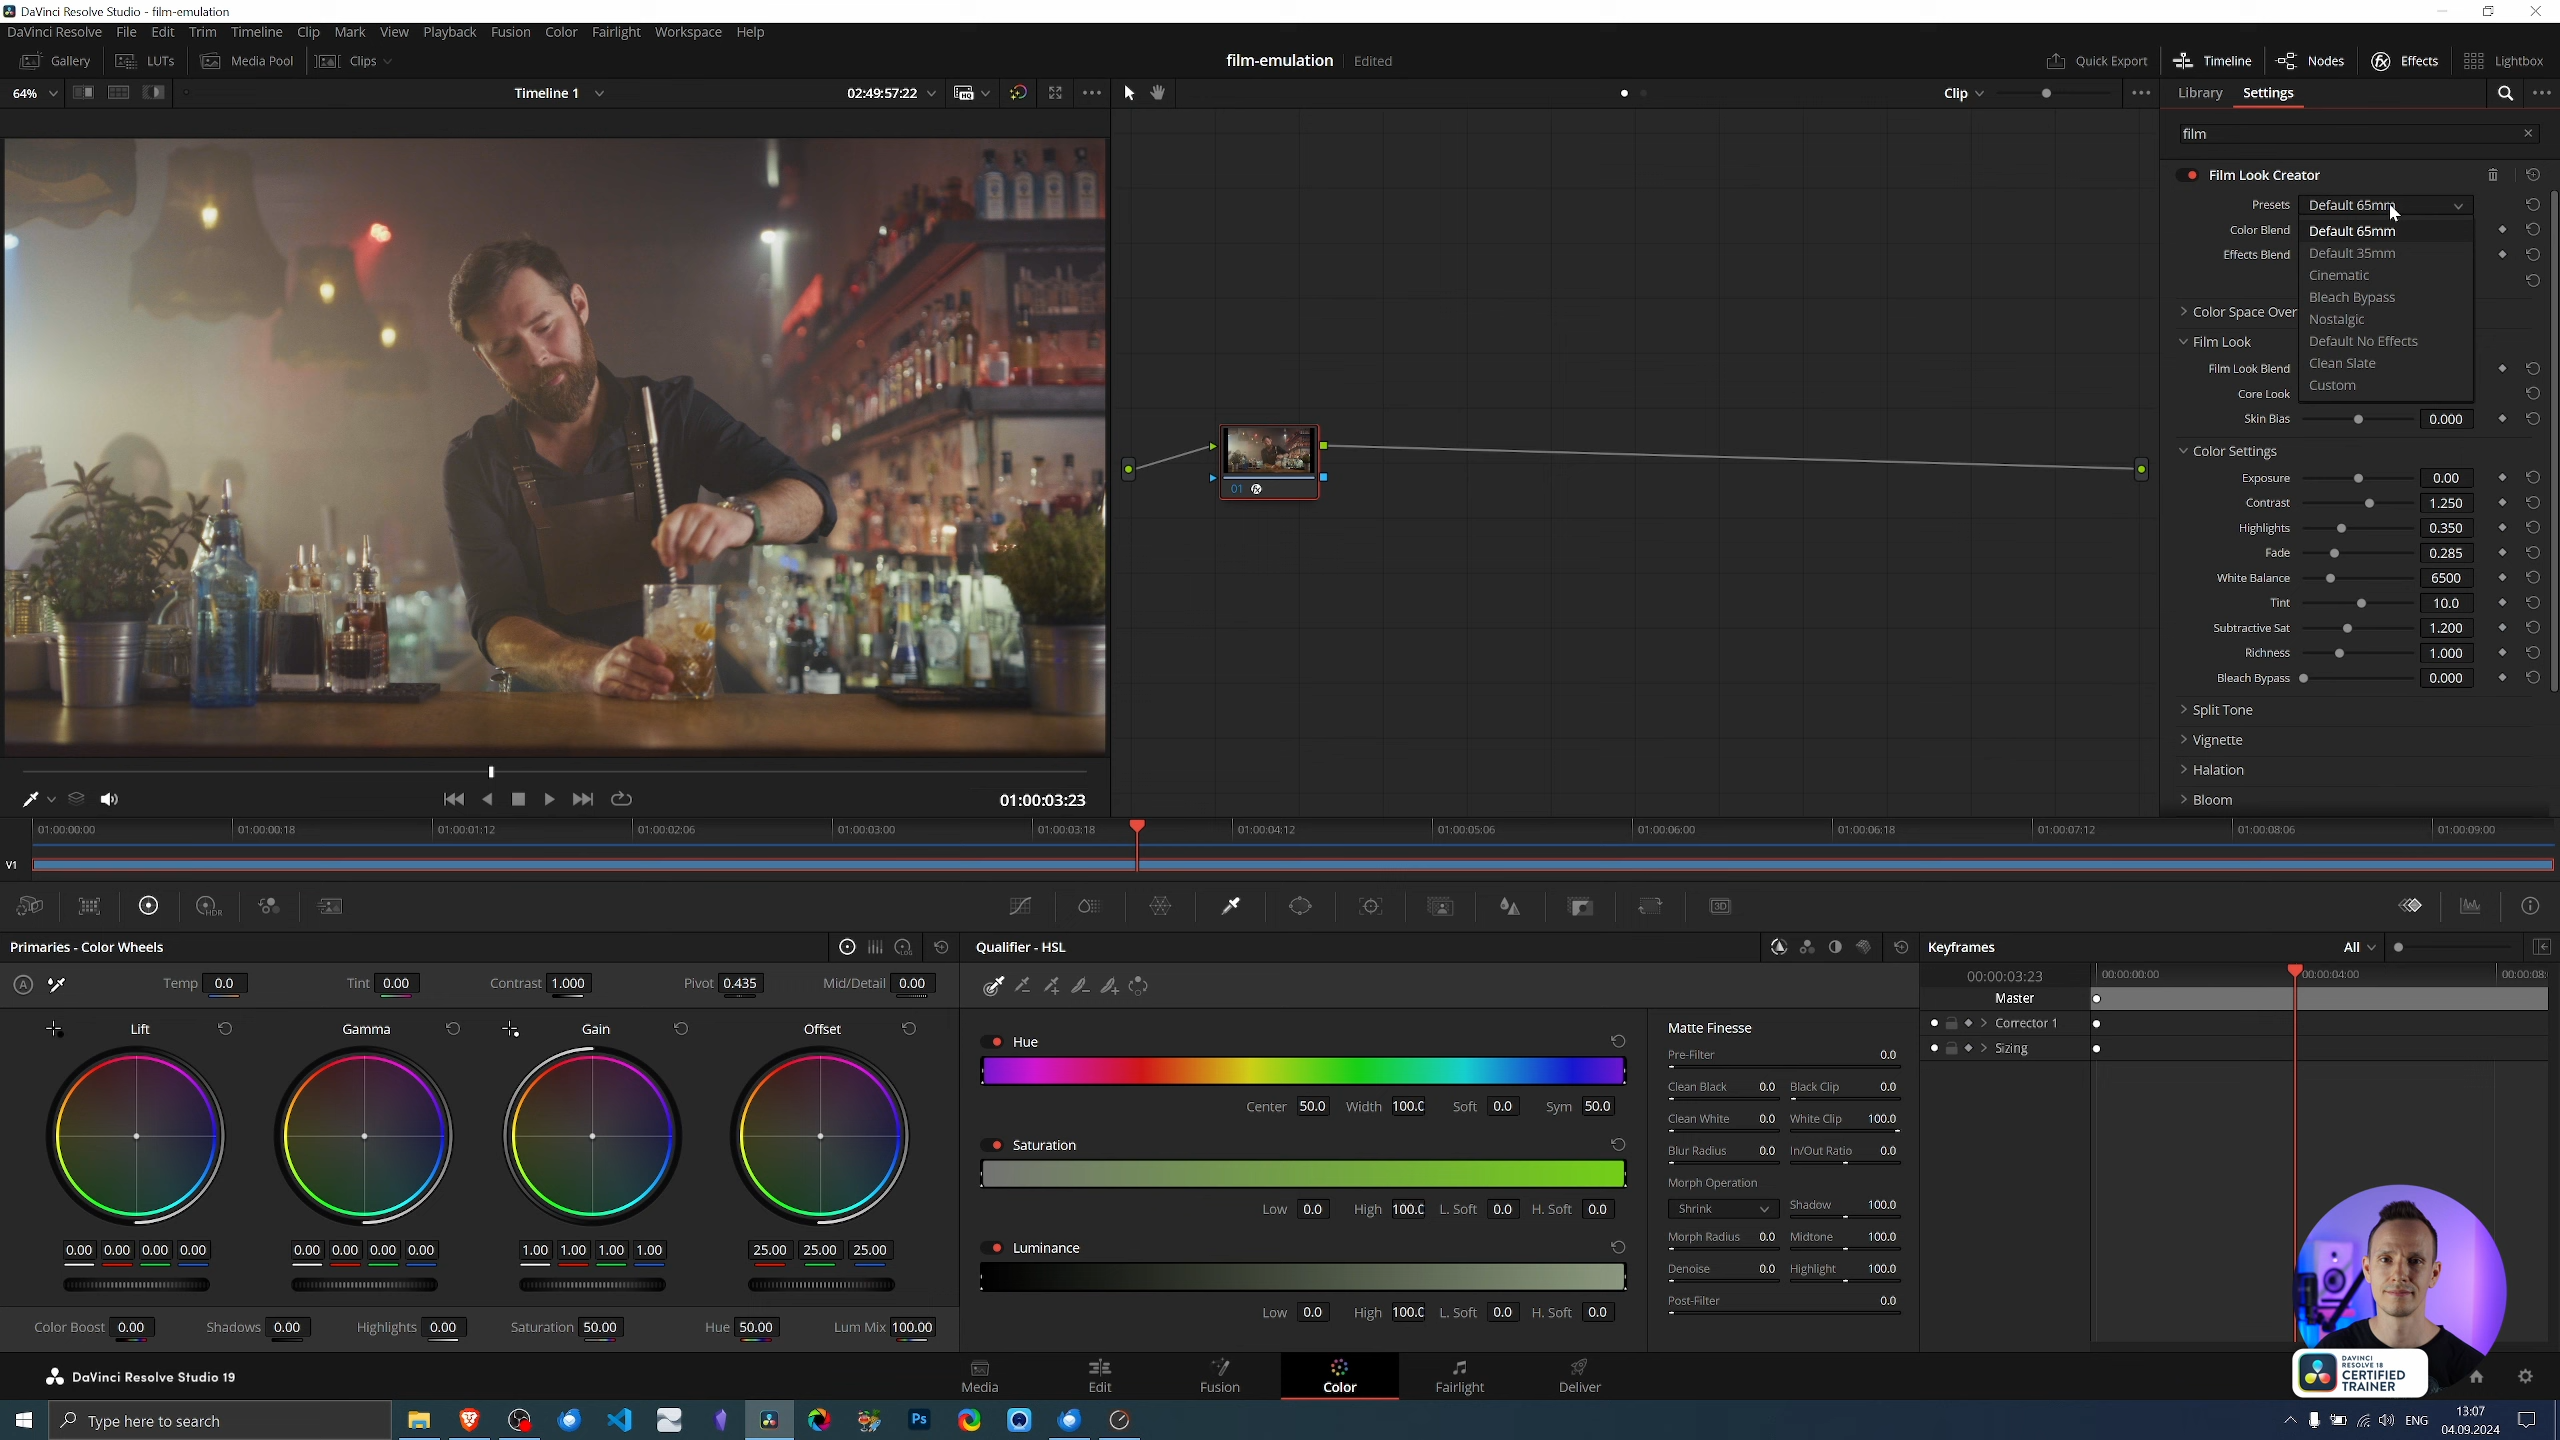 DaVinci Resolve Studio - film-emulation
DaVinci Resolve File Edit Trim Timeline Clip Mark View Playback Fusion Color Fairlight Workspace Help
Gallery LUTs Media Pool Clips film-emulation Edited Quick Export Timeline Nodes Effects Lightbox
64% Timeline 1 02:49:57:22 HQ Clip Library Settings
film
Film Look Creator
Presets Default 65mm
Default 65mm
Color Blend
Default 35mm
Effects Blend
Cinematic
Bleach Bypass
Color Space Over
Nostalgic
Film Look Default No Effects
Clean Slate
Film Look Blend
Custom
Core Look
Skin Bias 0.000
Color Settings
Exposure 0.00
Contrast 1.250
Highlights 0.350
Fade 0.285
White Balance 6500
Tint 10.0
Subtractive Sat 1.200
Richness 1.000
Bleach Bypass 0.000
Split Tone
Vignette
Halation
Bloom
01
01:00:03:23
01:00:00:00 01:00:00:18 01:00:01:12 01:00:02:06 01:00:03:00 01:00:03:18 01:00:04:12 01:00:05:06 01:00:06:00 01:00:06:18 01:00:07:12 01:00:08:06 01:00:09:00
V1
HDR 3D
Primaries - Color Wheels LOG Qualifier - HSL Keyframes All
A Temp 0.0 Tint 0.00 Contrast 1.000 Pivot 0.435 Mid/Detail 0.00
00:00:03:23 00:00:00:00 00:00:04:00 00:00:08:
Master
Corrector 1
Sizing
Lift Gamma Gain Offset
0.00 0.00 0.00 0.00 0.00 0.00 0.00 0.00 1.00 1.00 1.00 1.00 25.00 25.00 25.00
Color Boost 0.00 Shadows 0.00 Highlights 0.00 Saturation 50.00 Hue 50.00 Lum Mix 100.00
Hue
Center 50.0 Width 100.0 Soft 0.0 Sym 50.0
Saturation
Low 0.0 High 100.0 L. Soft 0.0 H. Soft 0.0
Luminance
Low 0.0 High 100.0 L. Soft 0.0 H. Soft 0.0
Matte Finesse
Pre-Filter 0.0
Clean Black 0.0 Black Clip 0.0
Clean White 0.0 White Clip 100.0
Blur Radius 0.0 In/Out Ratio 0.0
Morph Operation
Shrink Shadow 100.0
Morph Radius 0.0 Midtone 100.0
Denoise 0.0 Highlight 100.0
Post-Filter 0.0
DAVINCI
RESOLVE 18
CERTIFIED
TRAINER
DaVinci Resolve Studio 19
Media Edit Fusion Color Fairlight Deliver
Type here to search
Ps
ENG
13:07
04.09.2024